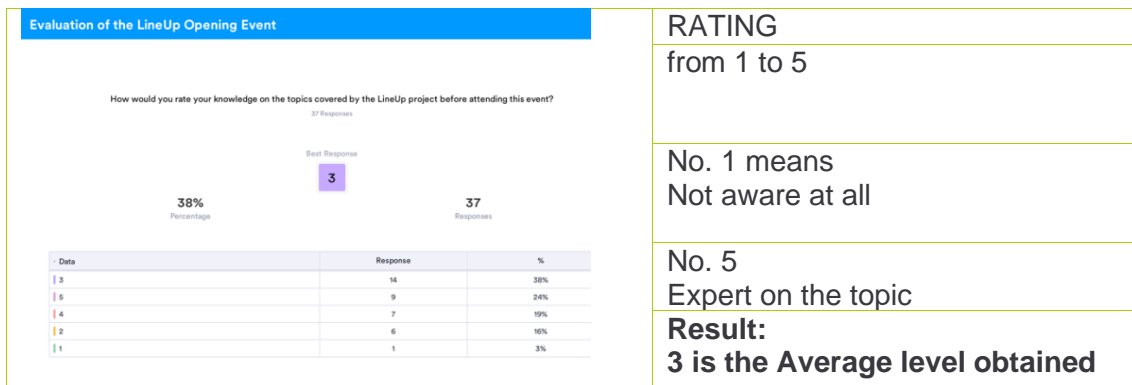 Evaluation of the LineUp Opening Event
How would you rate your knowledge on the topics covered by the LineUp project before attending this event?
37 Responses
Best Response
3
38%
Percentage
37
Responses
Data Response %
3 14 38%
5 9 24%
4 7 19%
2 6 16%
1 1 3%
RATING
from 1 to 5
No. 1 means
Not aware at all
No. 5
Expert on the topic
Result:
3 is the Average level obtained